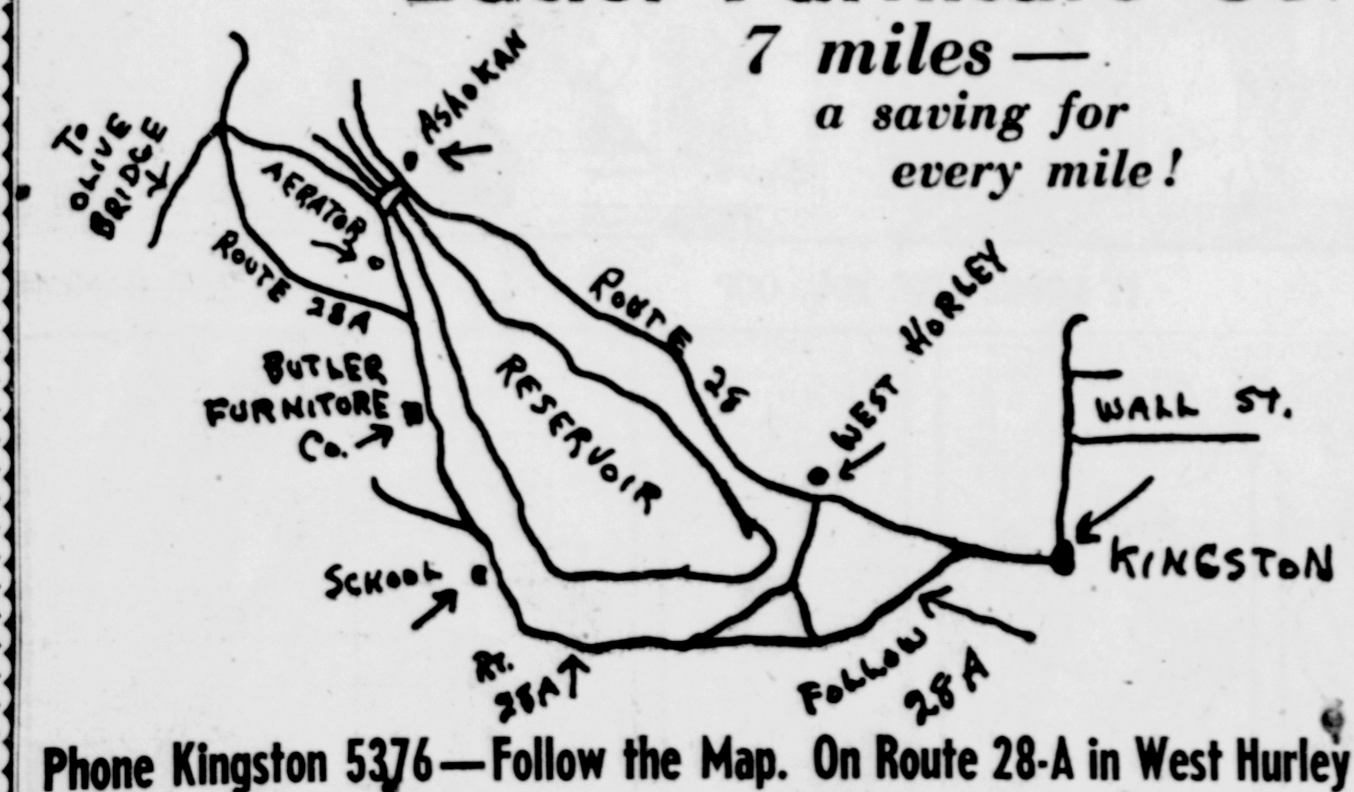 7 miles —
a saving for
every mile!
ASHOKAN
TO
OLIVE
BRIDGE
AERATOR
ROUTE 28A
ROUTE 28
WEST HORLEY
BUTLER
FURNITORE
Co.
RESERVOIR
WALL ST.
KINGSTON
SCHOOL
RT.
28A
FOLLOW
28A
Phone Kingston 5376—Follow the Map. On Route 28-A in West Hurley